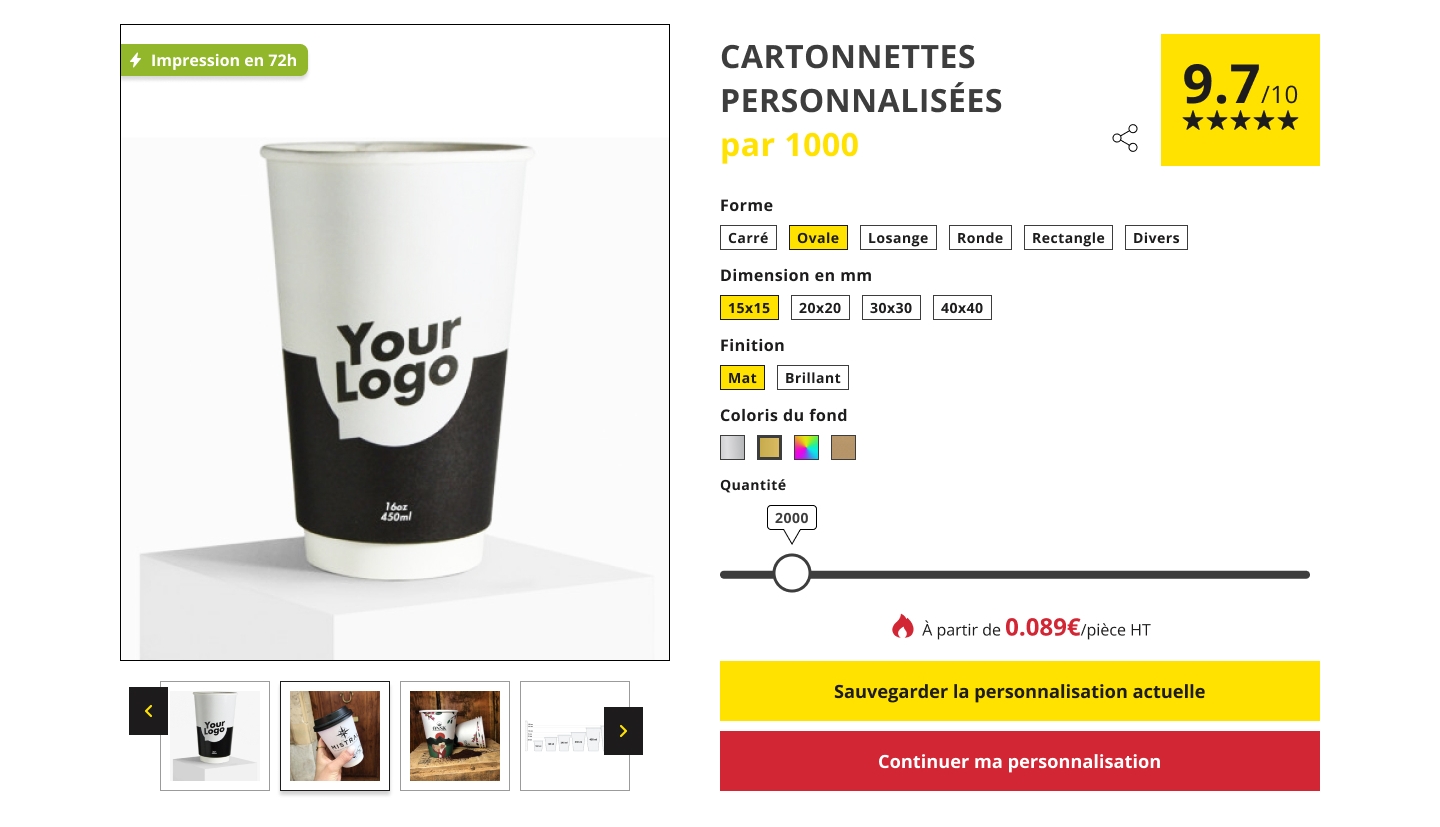 Impression en 72h
Your
Logo
16oz
450ml
CARTONNETTES
PERSONNALISÉES
par 1000
9.7/10
Forme
Carré Ovale Losange Ronde Rectangle Divers
Dimension en mm
15x15 20x20 30x30 40x40
Finition
Mat Brillant
Coloris du fond
Quantité
2000
À partir de 0.089€/pièce HT
Sauvegarder la personnalisation actuelle
Continuer ma personnalisation
Your
Logo